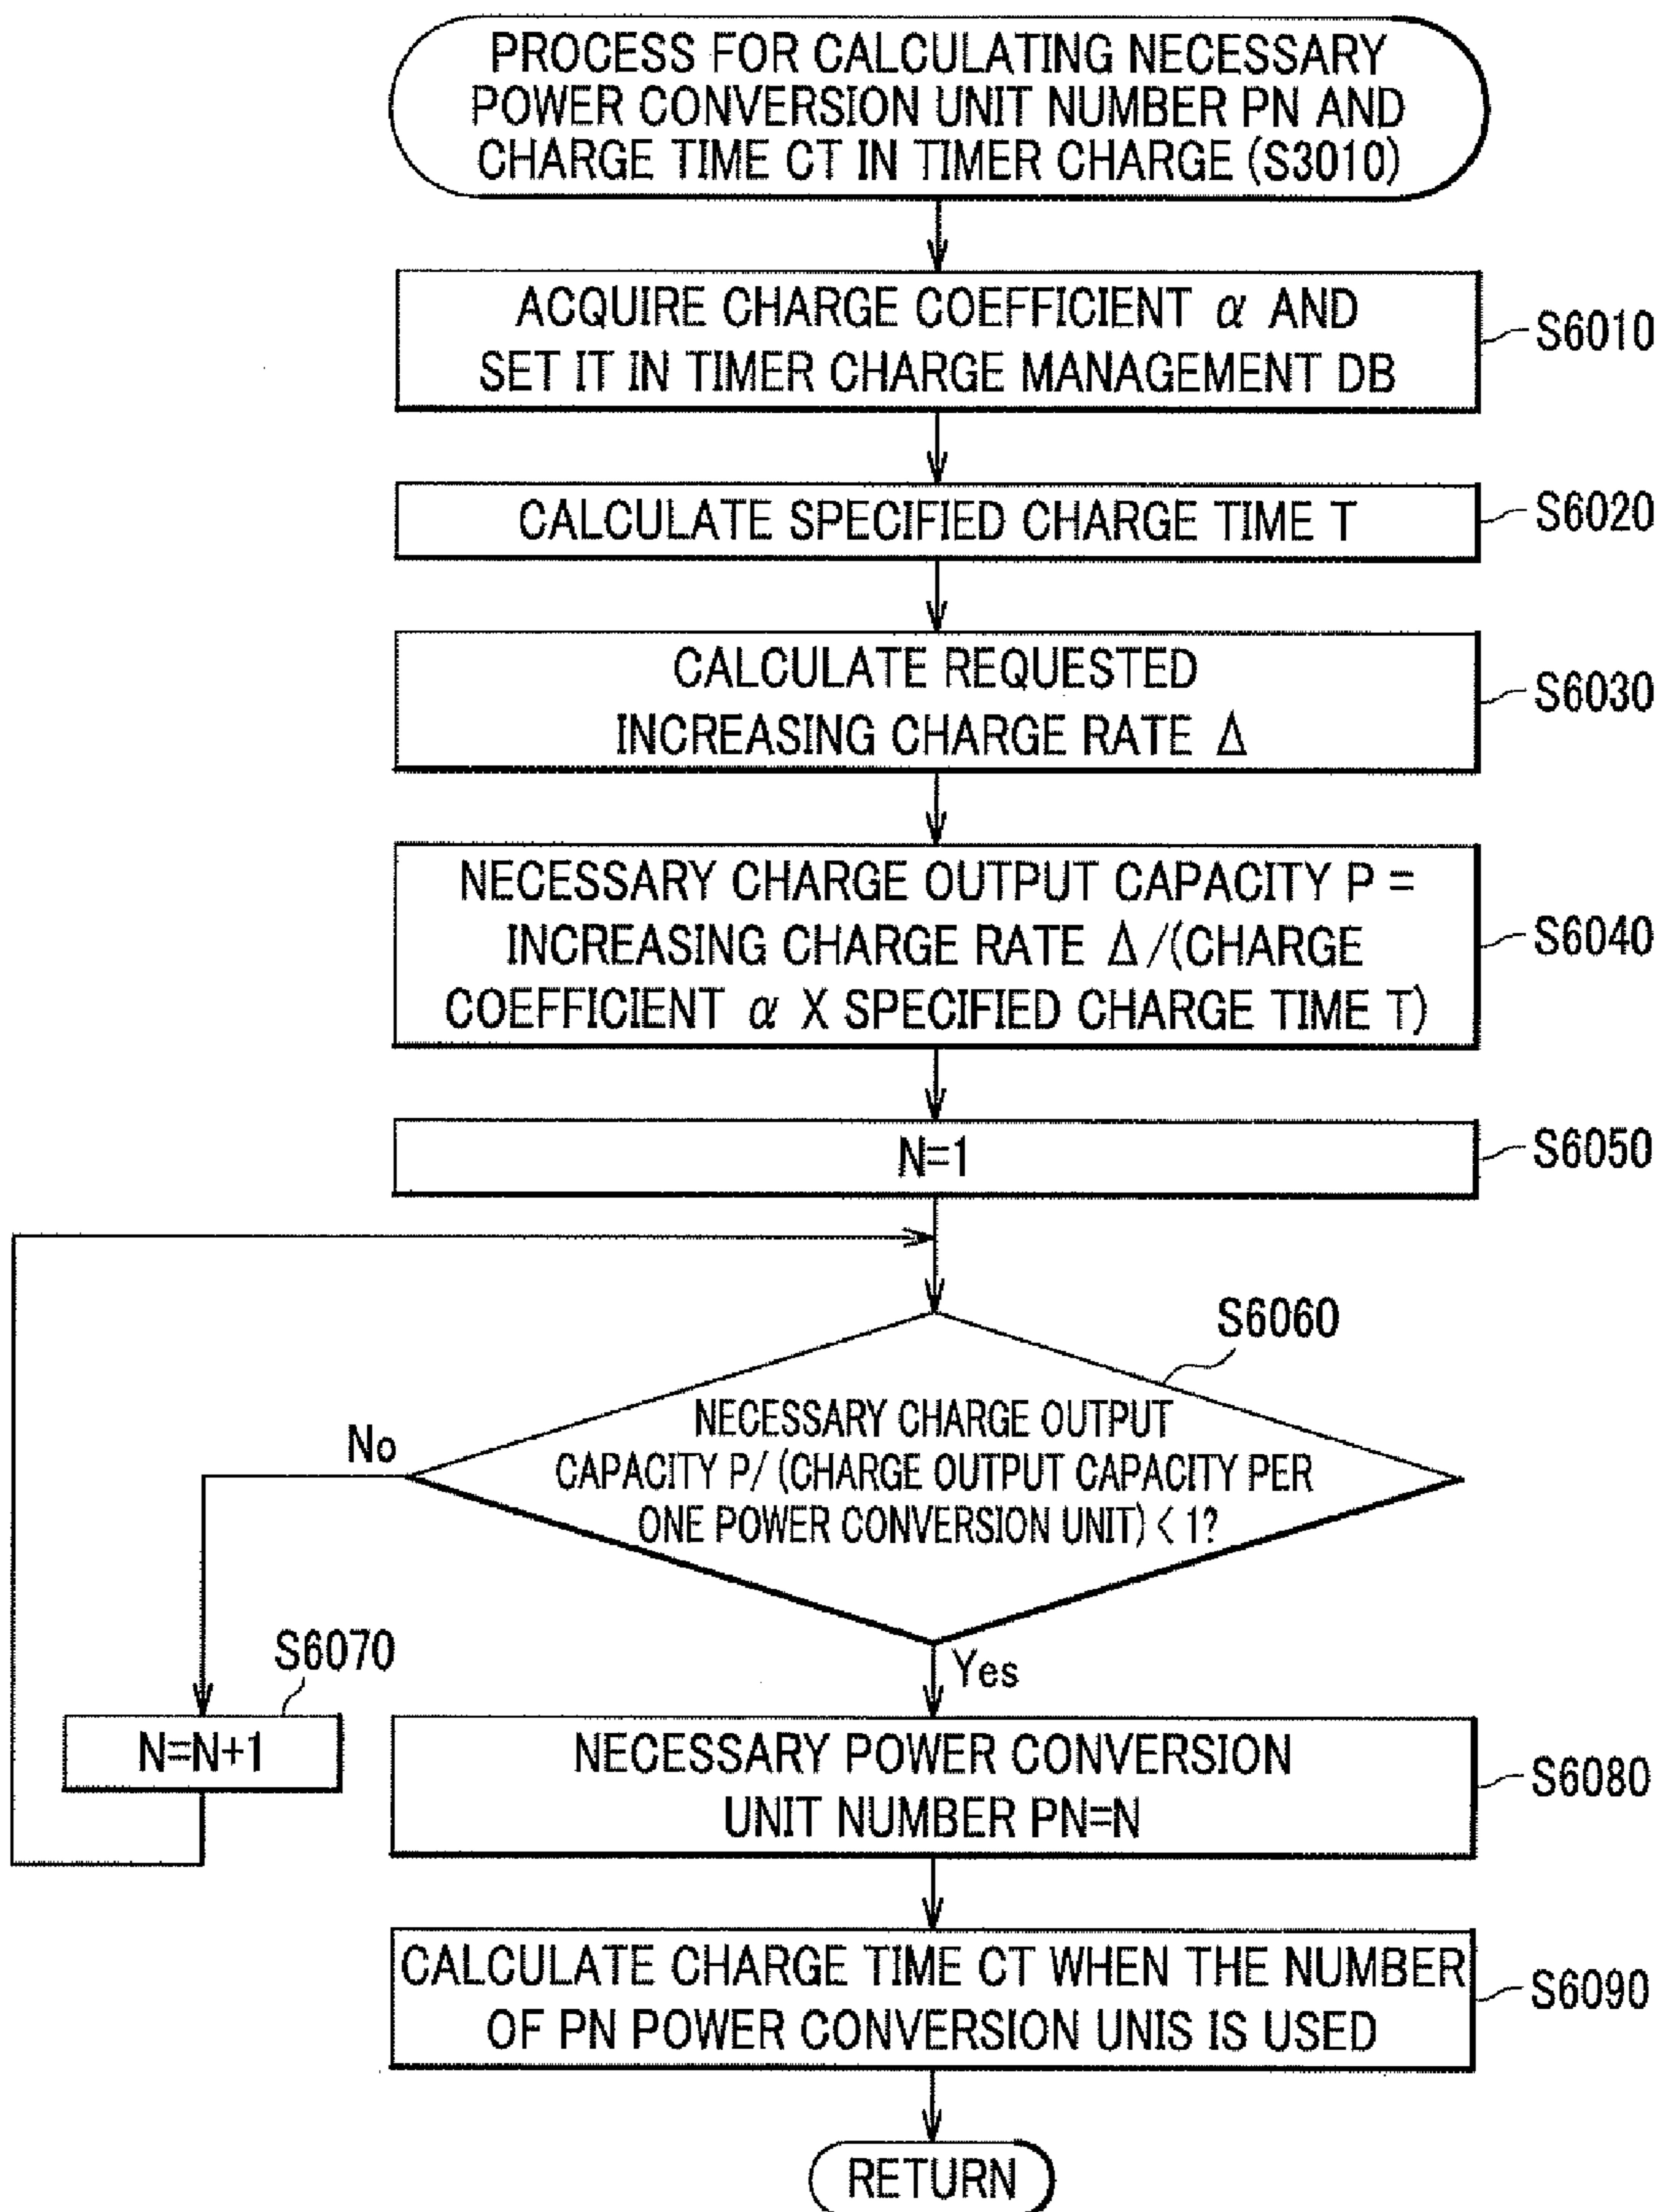 PROCESS FOR CALCULATING NECESSARY
POWER CONVERSION UNIT NUMBER PN AND
CHARGE TIME CT IN TIMER CHARGE (S3010)
ACQUIRE CHARGE COEFFICIENT α AND
SET IT IN TIMER CHARGE MANAGEMENT DB
S6010
CALCULATE SPECIFIED CHARGE TIME T
S6020
CALCULATE REQUESTED
INCREASING CHARGE RATE Δ
S6030
NECESSARY CHARGE OUTPUT CAPACITY P =
INCREASING CHARGE RATE Δ/(CHARGE
COEFFICIENT α X SPECIFIED CHARGE TIME T)
S6040
N=1
S6050
S6060
NECESSARY CHARGE OUTPUT
CAPACITY P/ (CHARGE OUTPUT CAPACITY PER
ONE POWER CONVERSION UNIT) < 1?
No
Yes
S6070
N=N+1
NECESSARY POWER CONVERSION
UNIT NUMBER PN=N
S6080
CALCULATE CHARGE TIME CT WHEN THE NUMBER
OF PN POWER CONVERSION UNIS IS USED
S6090
RETURN